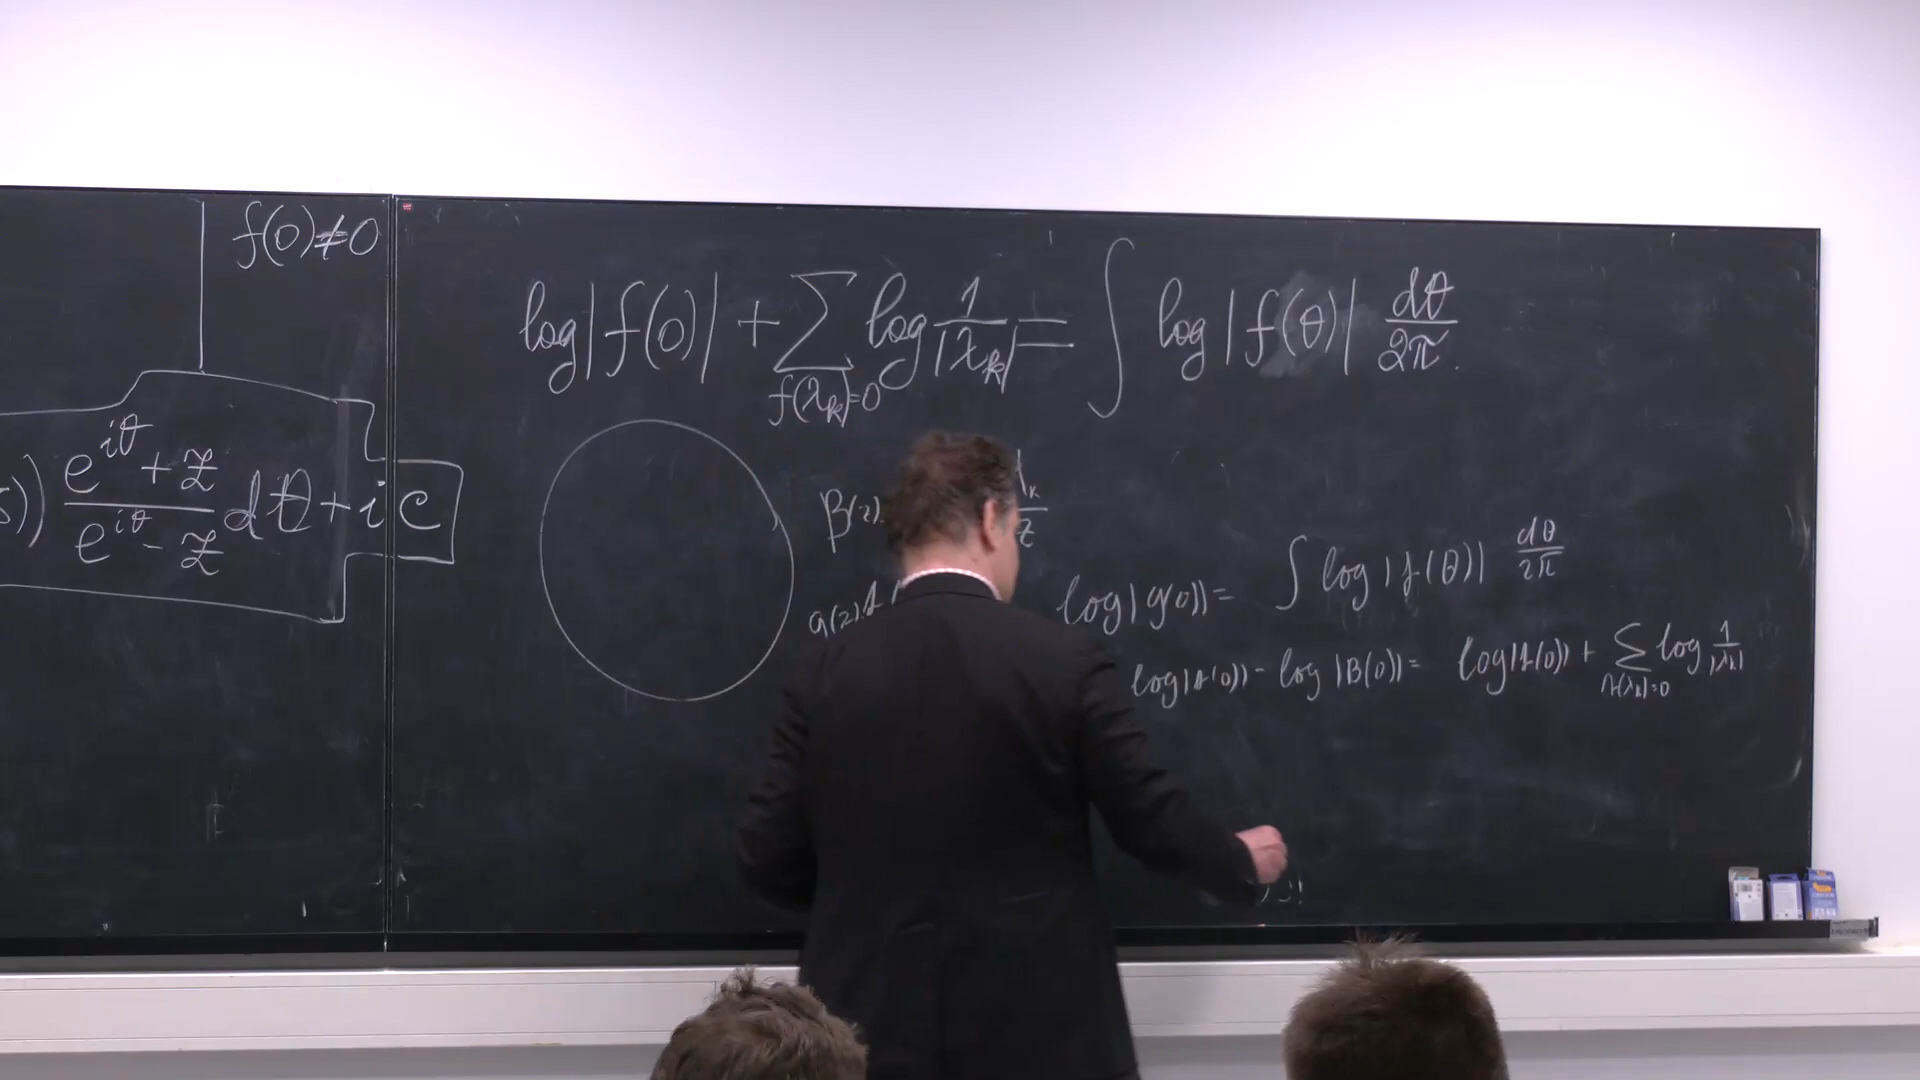 f(0)≠0
e^{iθ}+z
s)) ————— dθ+ic
e^{iθ}-z
log|f(0)| + ∑_{f(λ_k)=0} log 1/|λ_k| = ∫ log|f(θ)| dθ/2π.
B(z)
log|g(0)| = ∫ log|f(θ)| dθ/2π
g(z)
log|f(0)| - log|B(0)| = log|f(0)| + ∑_{f(λ_k)=0} log 1/|λ_k|